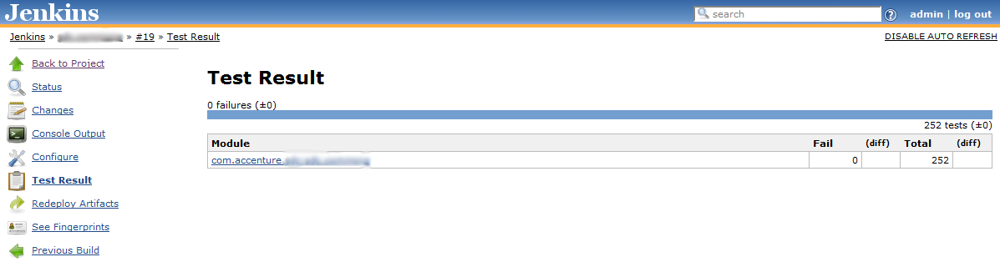 Jenkins
search
admin | log out
Jenkins » » #19 » Test Result
DISABLE AUTO REFRESH
Back to Project
Status
Changes
Console Output
Configure
Test Result
Redeploy Artifacts
See Fingerprints
Previous Build
Test Result
0 failures (±0)
252 tests (±0)
Module Fail (diff) Total (diff)
com.accenture. 0 252